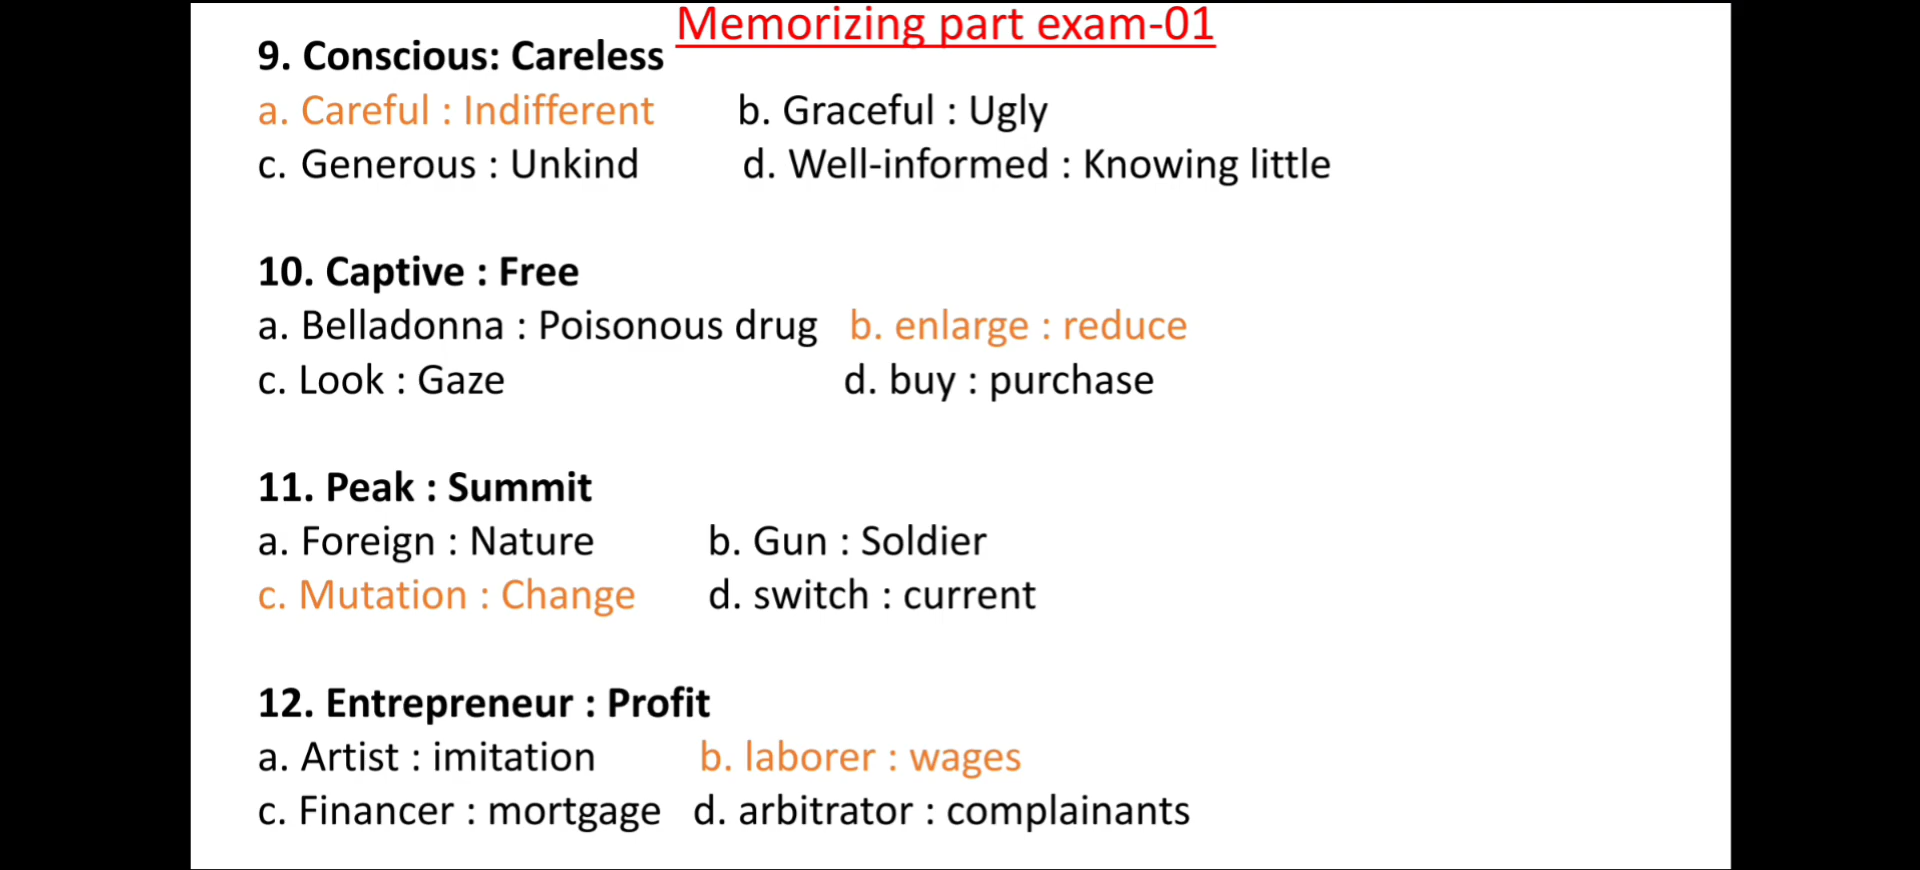 Memorizing part exam-01
9. Conscious: Careless
a. Careful : Indifferent b. Graceful : Ugly
c. Generous : Unkind d. Well-informed : Knowing little
10. Captive : Free
a. Belladonna : Poisonous drug b. enlarge : reduce
c. Look : Gaze d. buy : purchase
11. Peak : Summit
a. Foreign : Nature b. Gun : Soldier
c. Mutation : Change d. switch : current
12. Entrepreneur : Profit
a. Artist : imitation b. laborer : wages
c. Financer : mortgage d. arbitrator : complainants